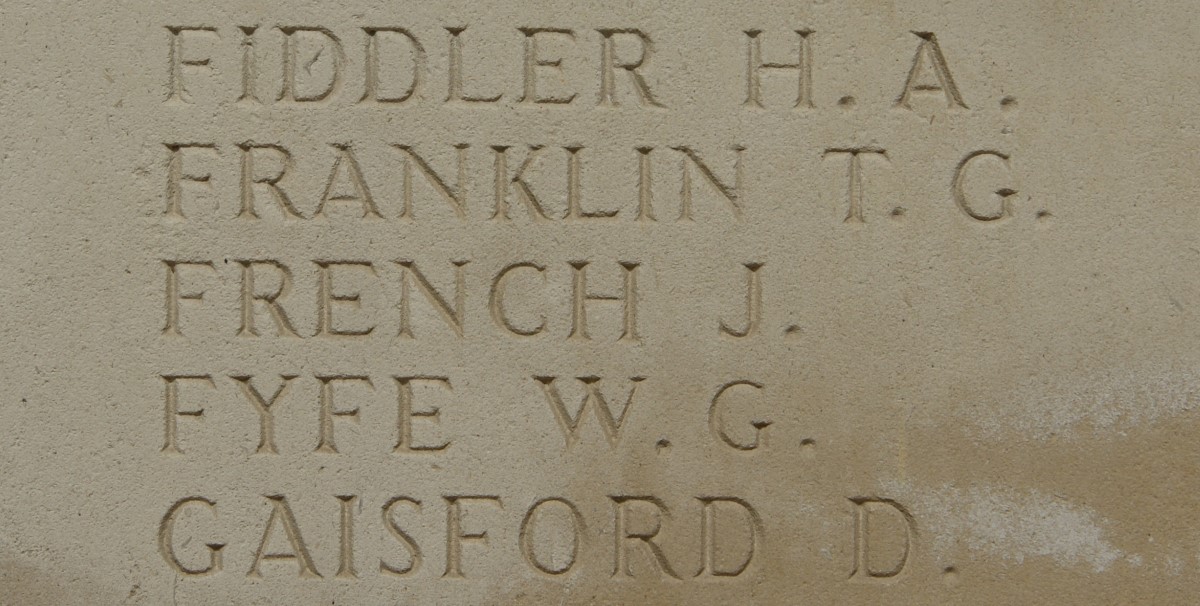 FIDDLER H. A.
FRANKLIN T. G.
FRENCH J.
FYFE W. G.
GAISFORD D.